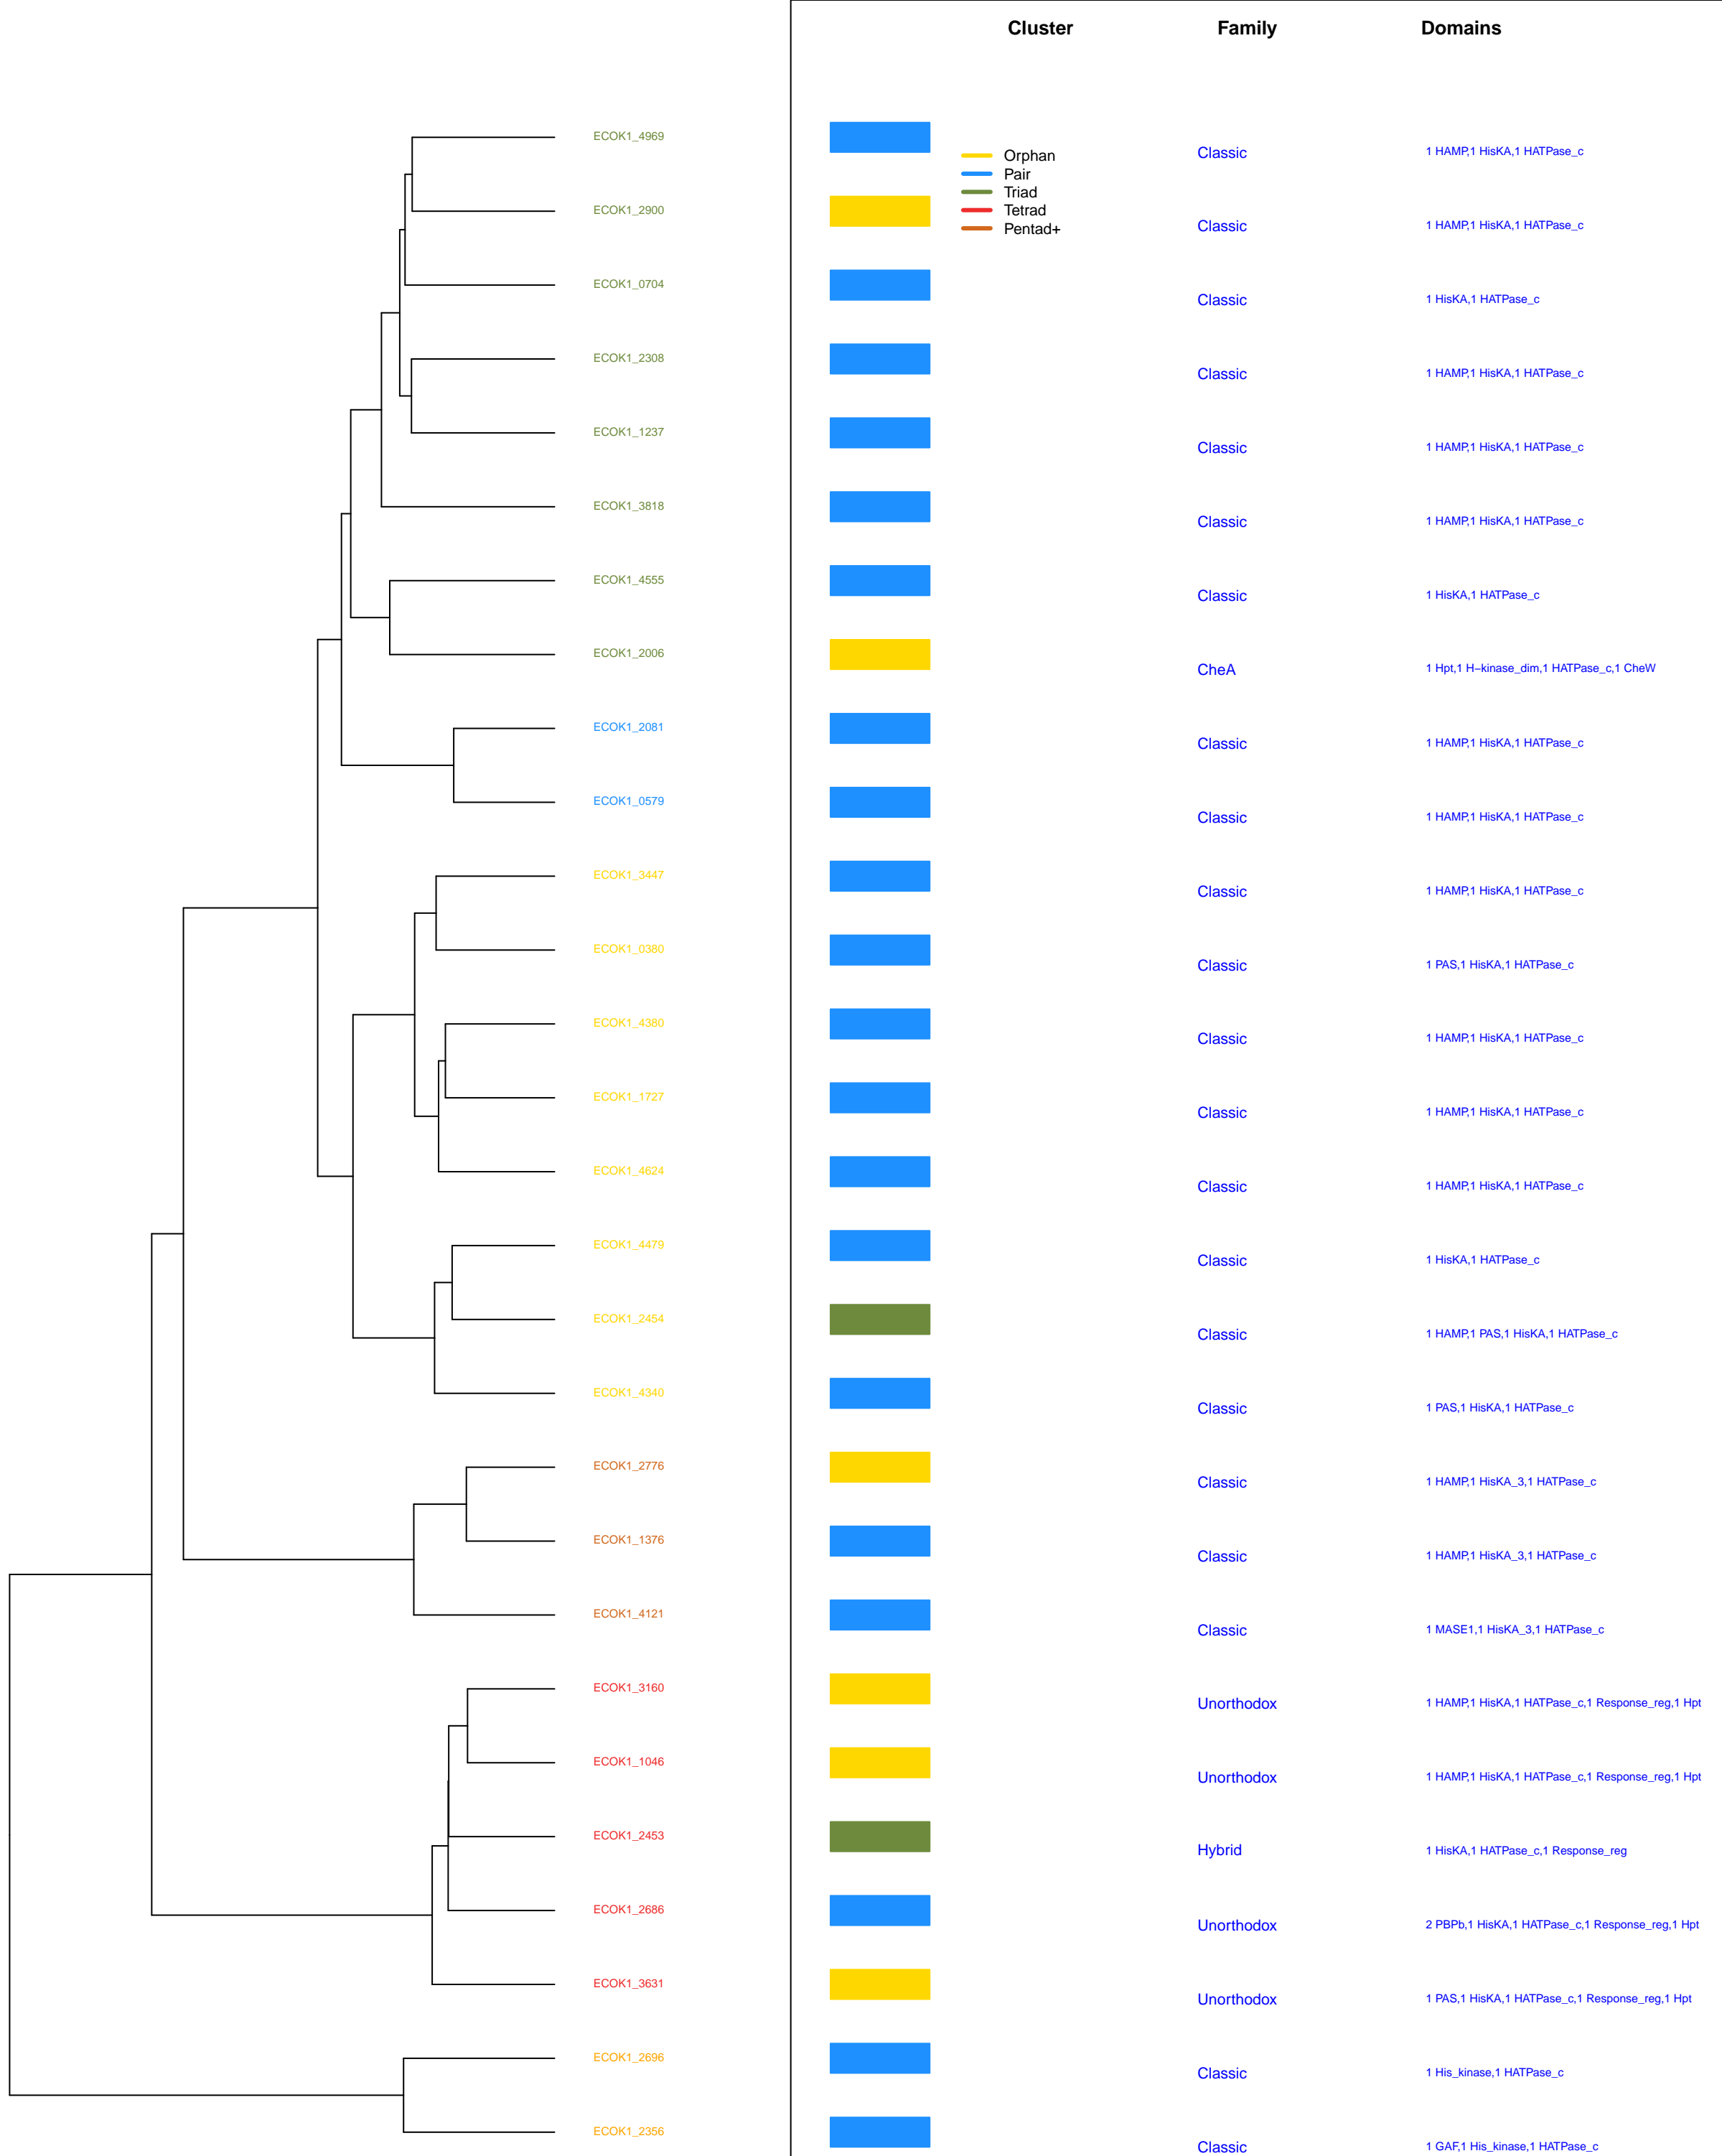 Cluster Family Domains
ECOK1_4969 Classic 1 HAMP,1 HisKA,1 HATPase_c
Orphan
Pair
Triad
Tetrad
Pentad+
ECOK1_2900 Classic 1 HAMP,1 HisKA,1 HATPase_c
ECOK1_0704 Classic 1 HisKA,1 HATPase_c
ECOK1_2308 Classic 1 HAMP,1 HisKA,1 HATPase_c
ECOK1_1237 Classic 1 HAMP,1 HisKA,1 HATPase_c
ECOK1_3818 Classic 1 HAMP,1 HisKA,1 HATPase_c
ECOK1_4555 Classic 1 HisKA,1 HATPase_c
ECOK1_2006 CheA 1 Hpt,1 H−kinase_dim,1 HATPase_c,1 CheW
ECOK1_2081 Classic 1 HAMP,1 HisKA,1 HATPase_c
ECOK1_0579 Classic 1 HAMP,1 HisKA,1 HATPase_c
ECOK1_3447 Classic 1 HAMP,1 HisKA,1 HATPase_c
ECOK1_0380 Classic 1 PAS,1 HisKA,1 HATPase_c
ECOK1_4380 Classic 1 HAMP,1 HisKA,1 HATPase_c
ECOK1_1727 Classic 1 HAMP,1 HisKA,1 HATPase_c
ECOK1_4624 Classic 1 HAMP,1 HisKA,1 HATPase_c
ECOK1_4479 Classic 1 HisKA,1 HATPase_c
ECOK1_2454 Classic 1 HAMP,1 PAS,1 HisKA,1 HATPase_c
ECOK1_4340 Classic 1 PAS,1 HisKA,1 HATPase_c
ECOK1_2776 Classic 1 HAMP,1 HisKA_3,1 HATPase_c
ECOK1_1376 Classic 1 HAMP,1 HisKA_3,1 HATPase_c
ECOK1_4121 Classic 1 MASE1,1 HisKA_3,1 HATPase_c
ECOK1_3160 Unorthodox 1 HAMP,1 HisKA,1 HATPase_c,1 Response_reg,1 Hpt
ECOK1_1046 Unorthodox 1 HAMP,1 HisKA,1 HATPase_c,1 Response_reg,1 Hpt
ECOK1_2453 Hybrid 1 HisKA,1 HATPase_c,1 Response_reg
ECOK1_2686 Unorthodox 2 PBPb,1 HisKA,1 HATPase_c,1 Response_reg,1 Hpt
ECOK1_3631 Unorthodox 1 PAS,1 HisKA,1 HATPase_c,1 Response_reg,1 Hpt
ECOK1_2696 Classic 1 His_kinase,1 HATPase_c
ECOK1_2356 Classic 1 GAF,1 His_kinase,1 HATPase_c